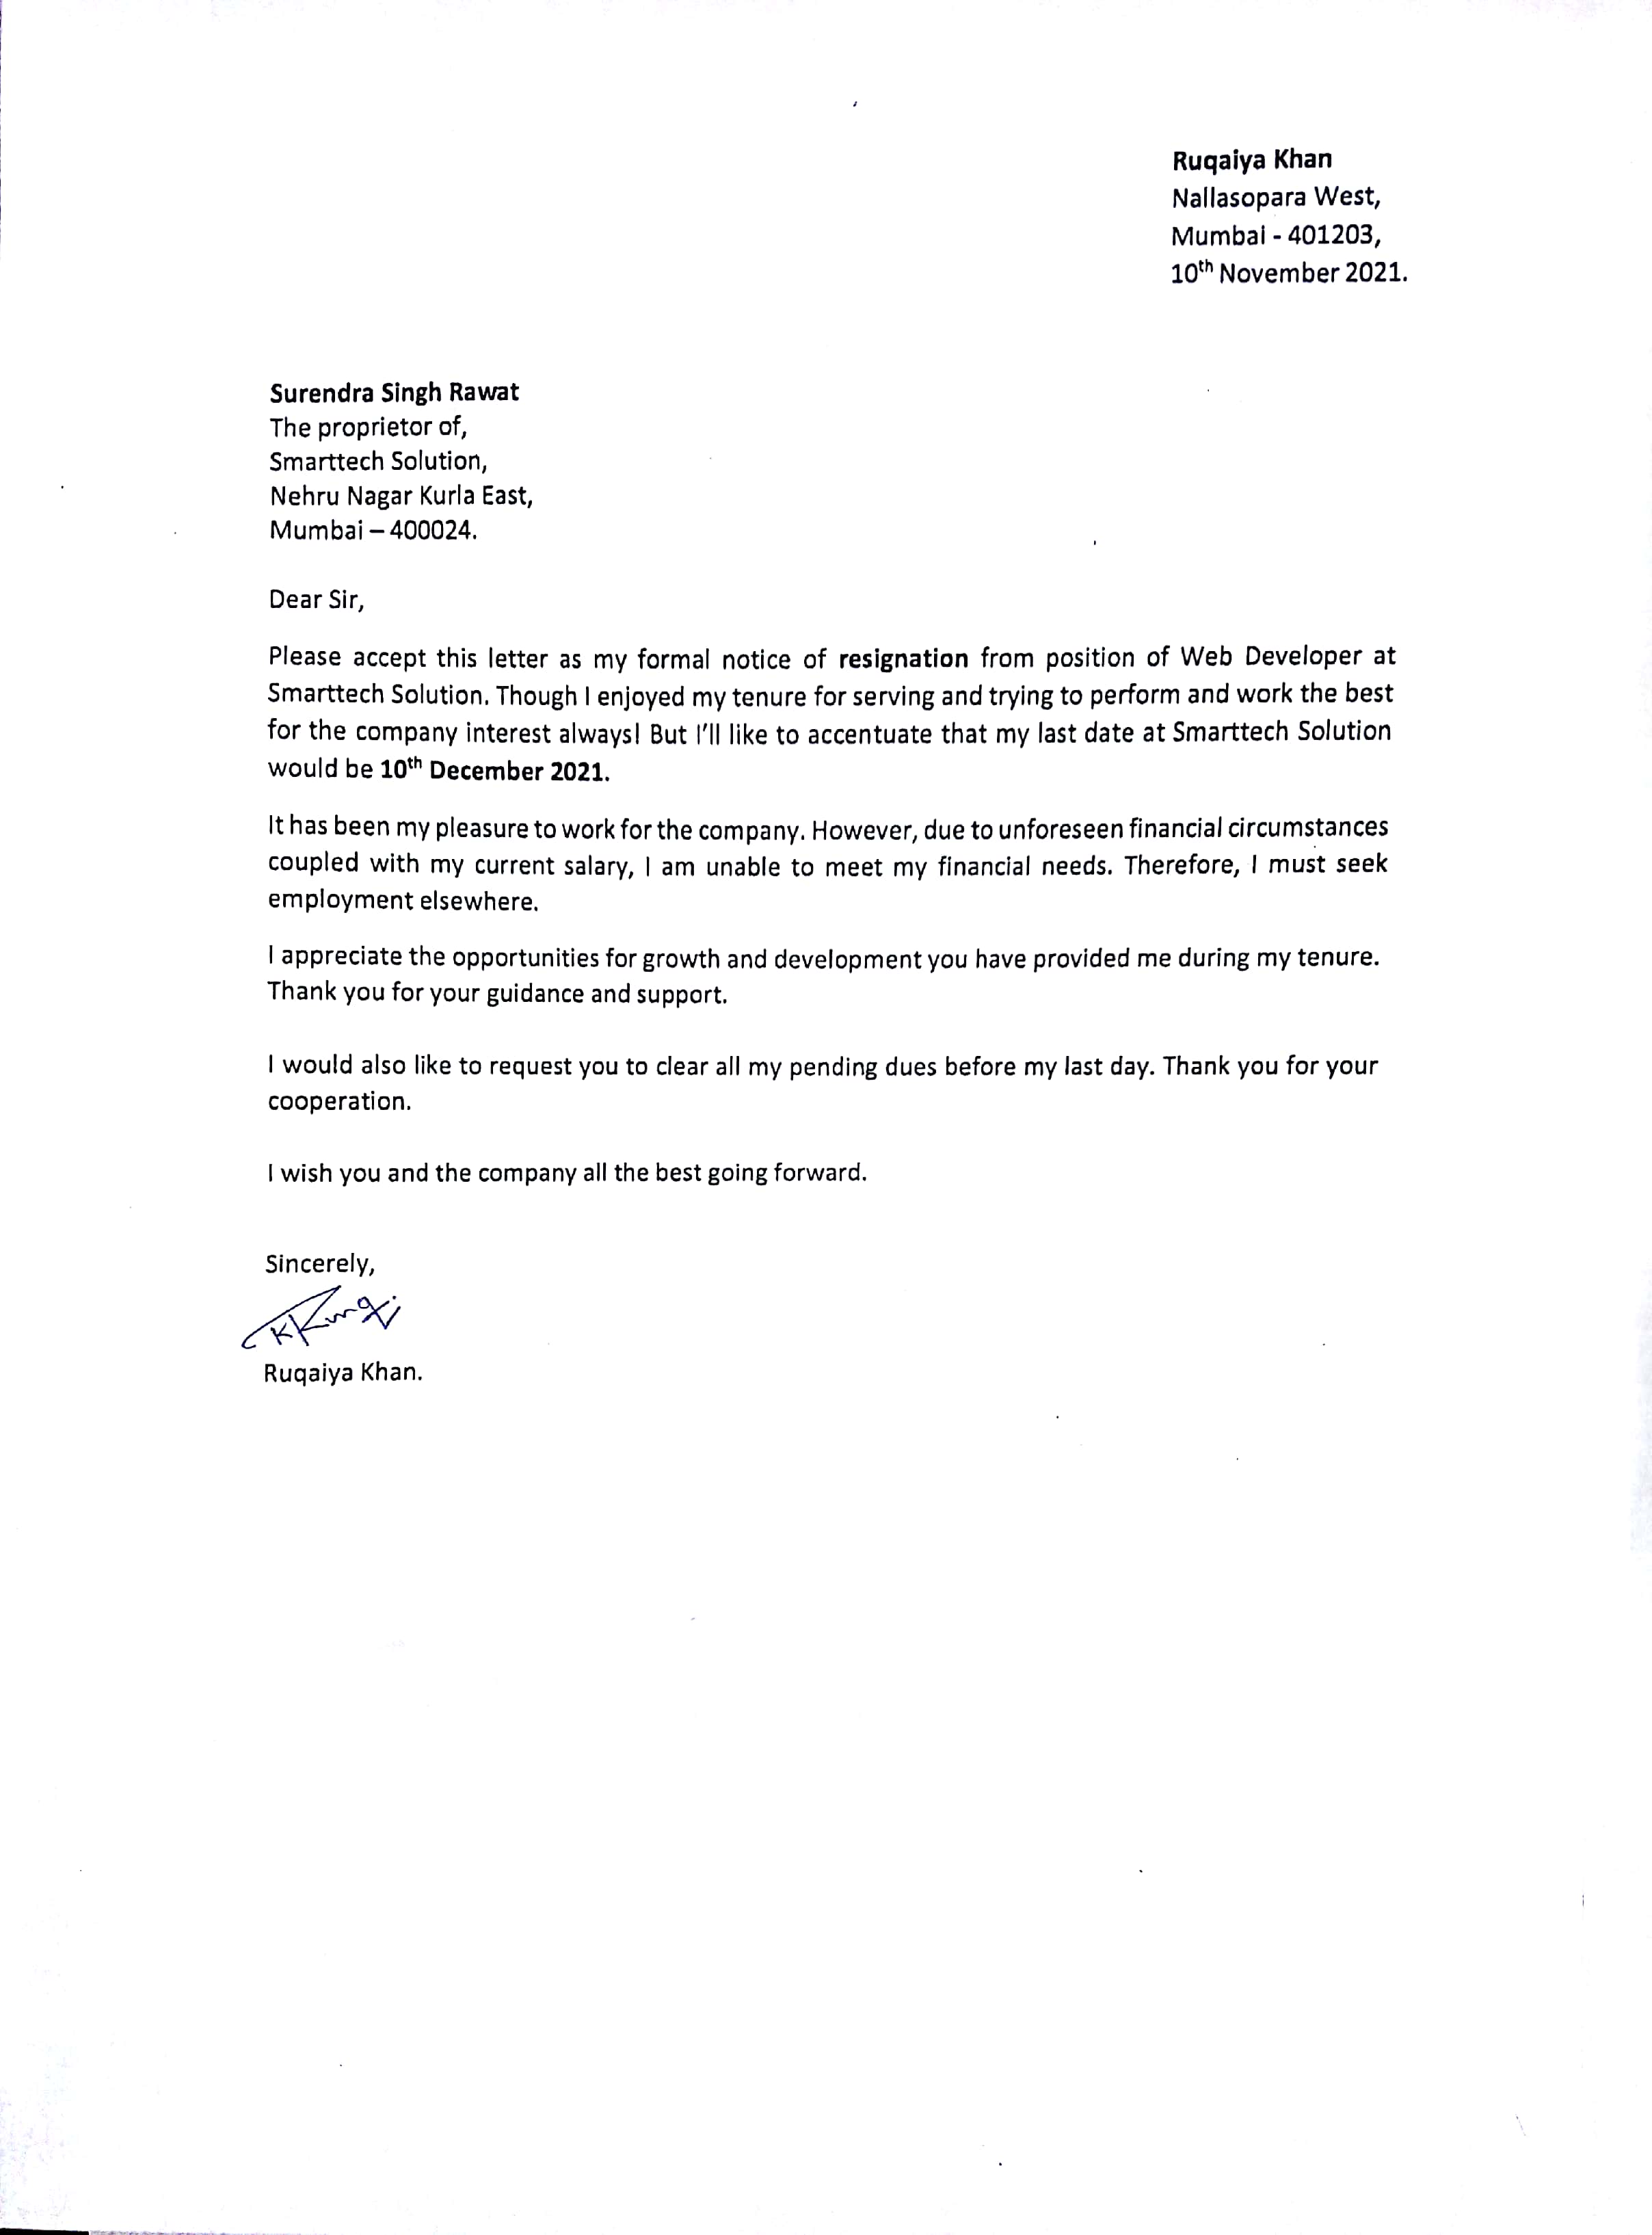 Ruqaiya Khan
Nallasopara West,
Mumbai - 401203,
10th November 2021.
Surendra Singh Rawat
The proprietor of,
Smarttech Solution,
Nehru Nagar Kurla East,
Mumbai – 400024.
Dear Sir,
Please accept this letter as my formal notice of resignation from position of Web Developer at
Smarttech Solution. Though I enjoyed my tenure for serving and trying to perform and work the best
for the company interest always! But I'll like to accentuate that my last date at Smarttech Solution
would be 10th December 2021.
It has been my pleasure to work for the company. However, due to unforeseen financial circumstances
coupled with my current salary, I am unable to meet my financial needs. Therefore, I must seek
employment elsewhere.
I appreciate the opportunities for growth and development you have provided me during my tenure.
Thank you for your guidance and support.
I would also like to request you to clear all my pending dues before my last day. Thank you for your
cooperation.
I wish you and the company all the best going forward.
Sincerely,
Ruqaiya Khan.